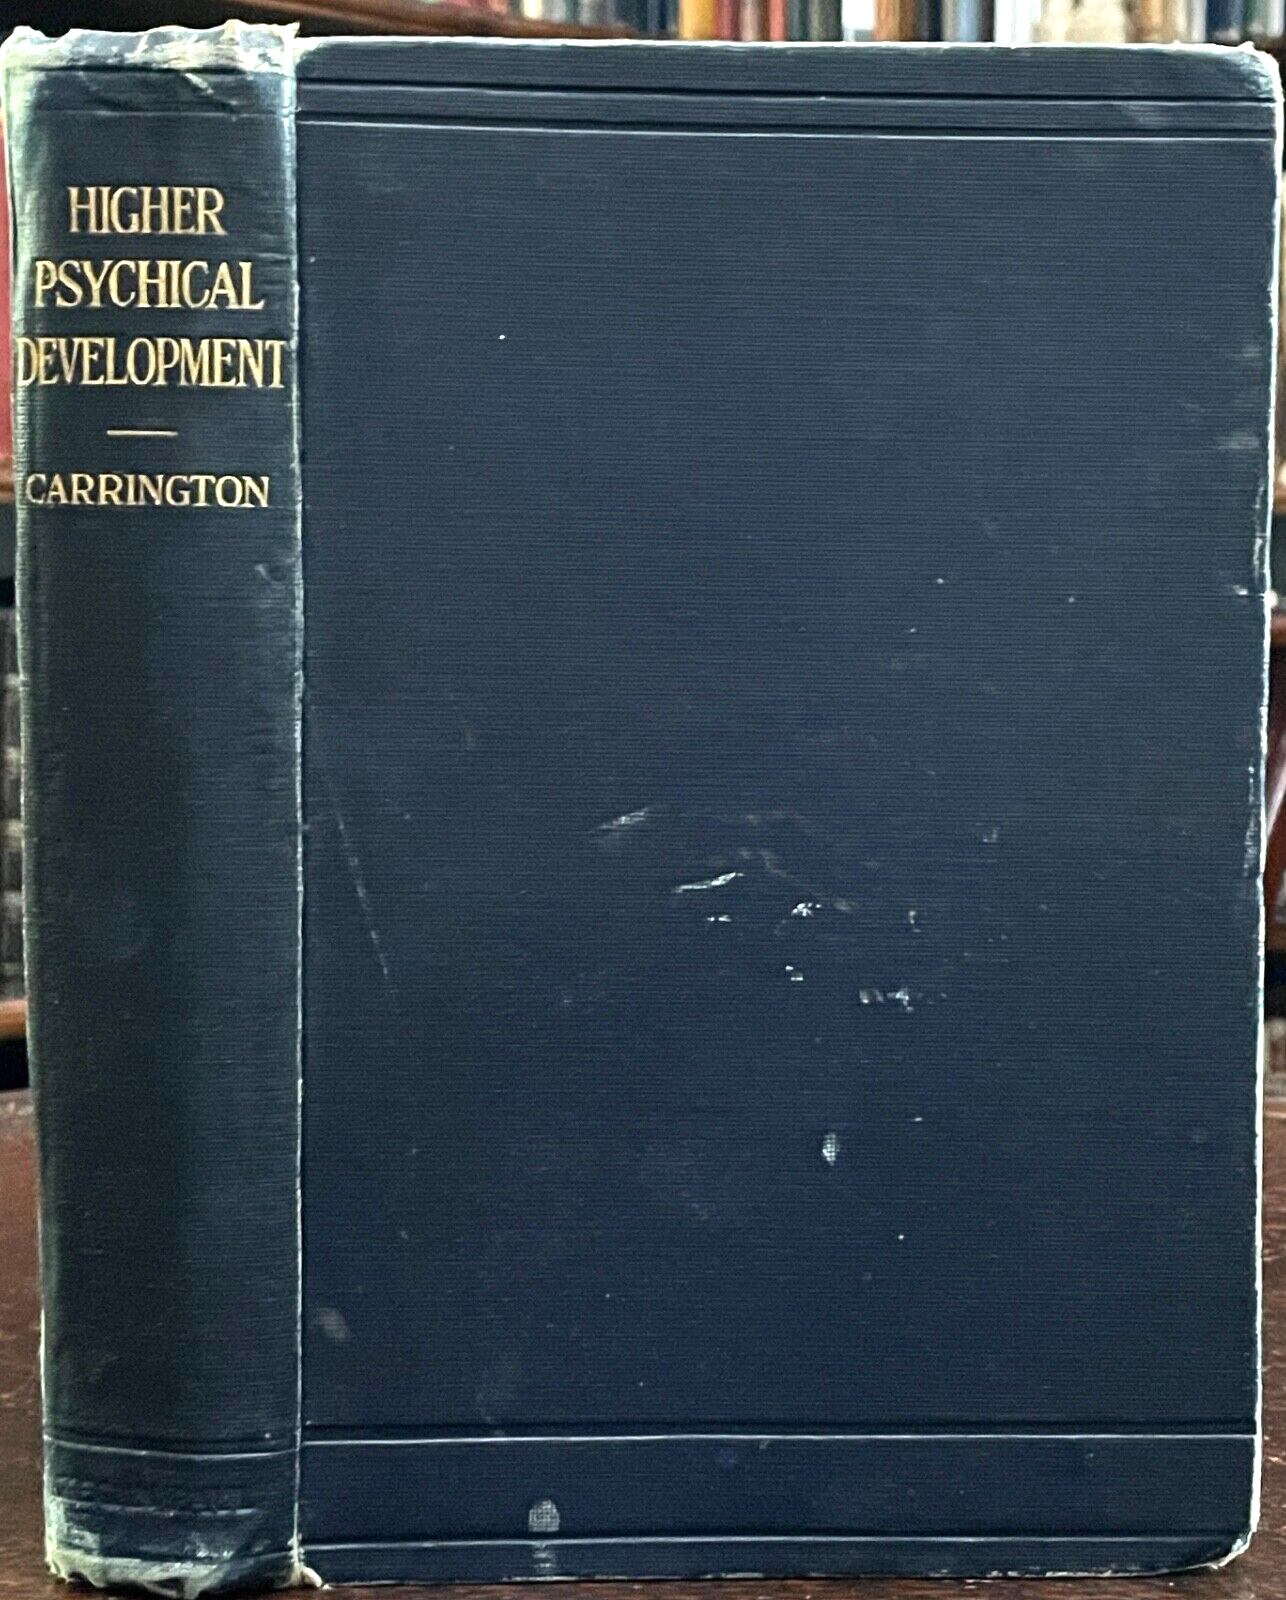 HIGHER
PSYCHICAL
DEVELOPMENT
CARRINGTON